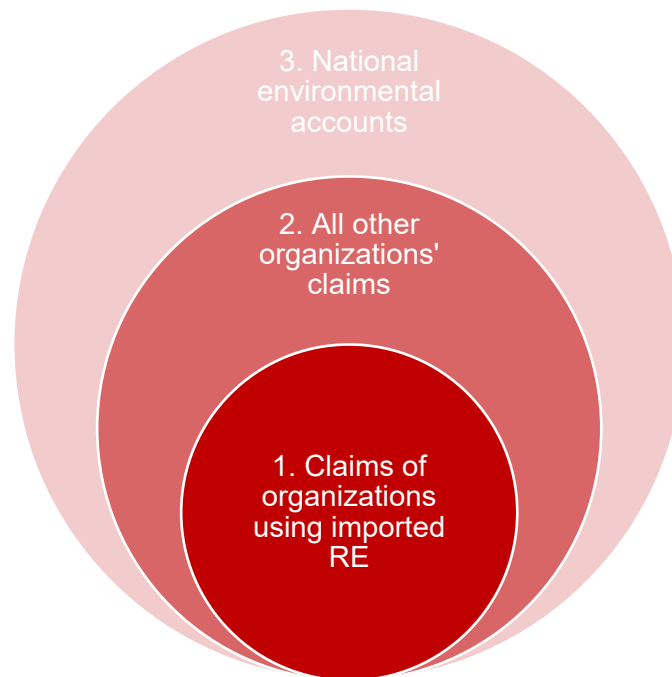 3. National
environmental
accounts
2. All other
organizations'
claims
1. Claims of
organizations
using imported
RE